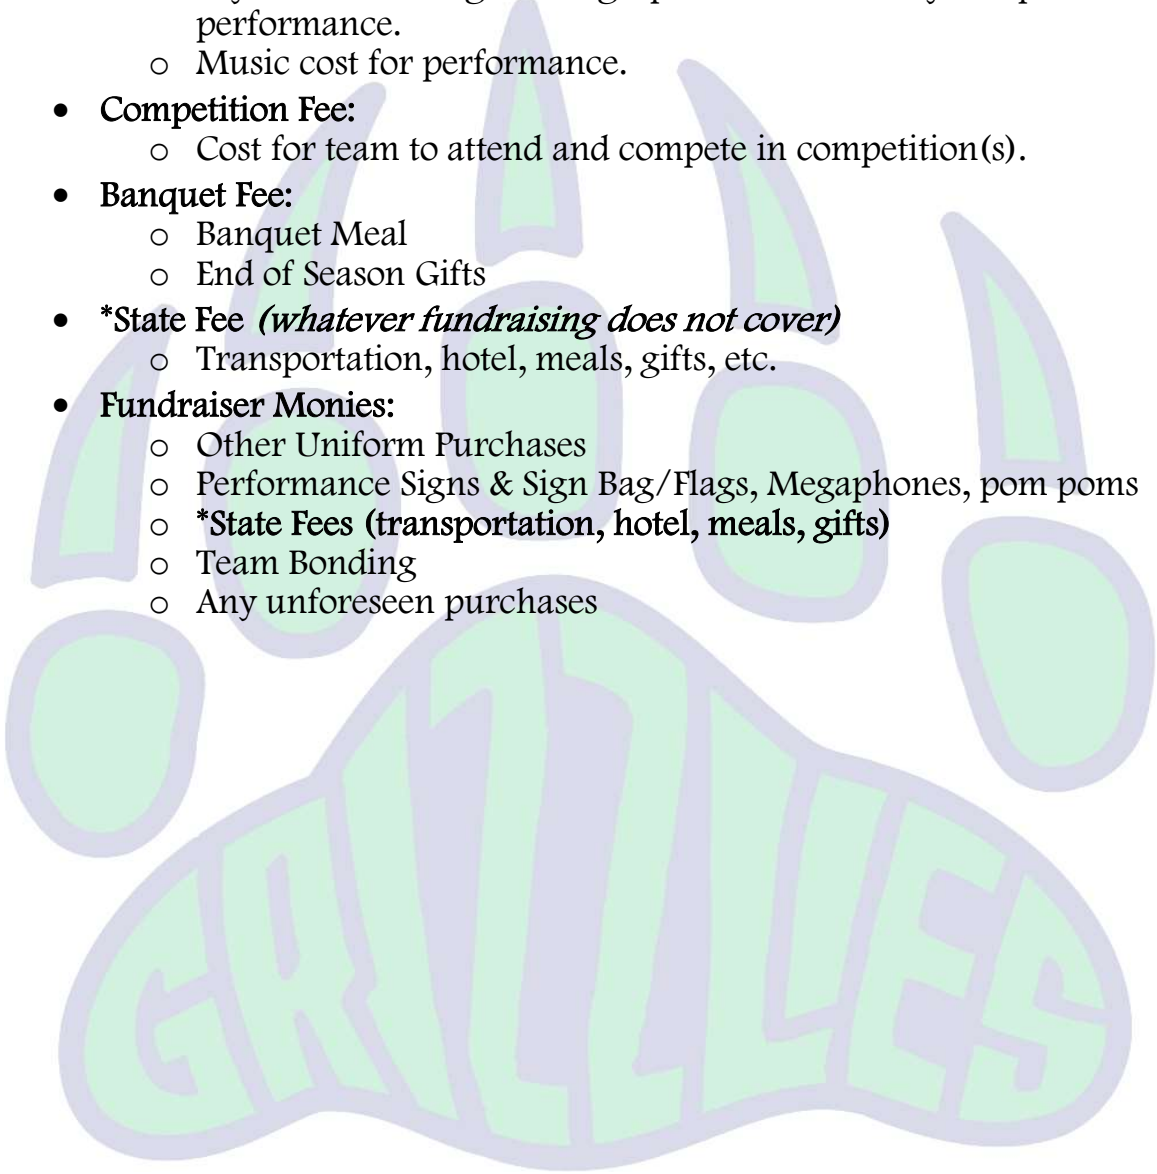 performance.
o Music cost for performance.
• Competition Fee:
o Cost for team to attend and compete in competition(s).
• Banquet Fee:
o Banquet Meal
o End of Season Gifts
• *State Fee (whatever fundraising does not cover)
o Transportation, hotel, meals, gifts, etc.
• Fundraiser Monies:
o Other Uniform Purchases
o Performance Signs & Sign Bag/Flags, Megaphones, pom poms
o *State Fees (transportation, hotel, meals, gifts)
o Team Bonding
o Any unforeseen purchases
GRIZZLIES